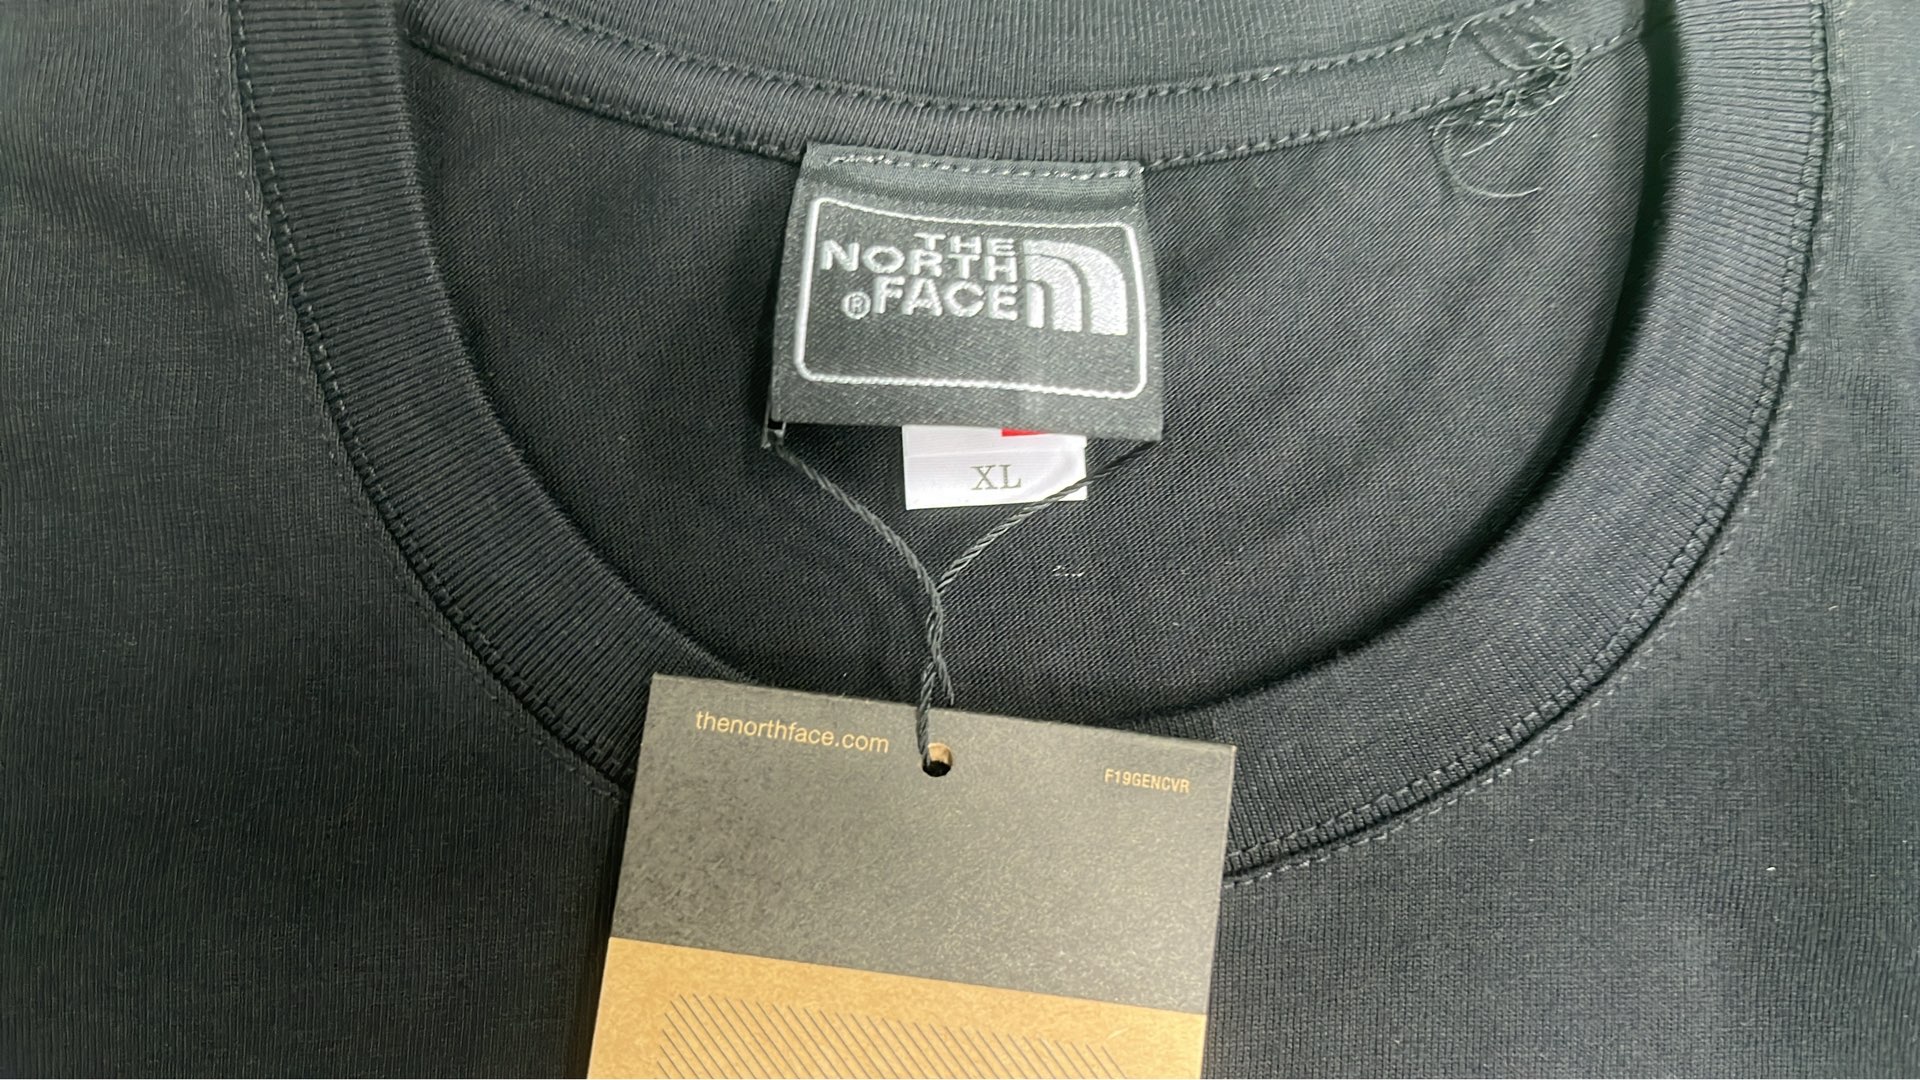 THE
NORTH
®FACE
XL
thenorthface.com
F19GENCVR